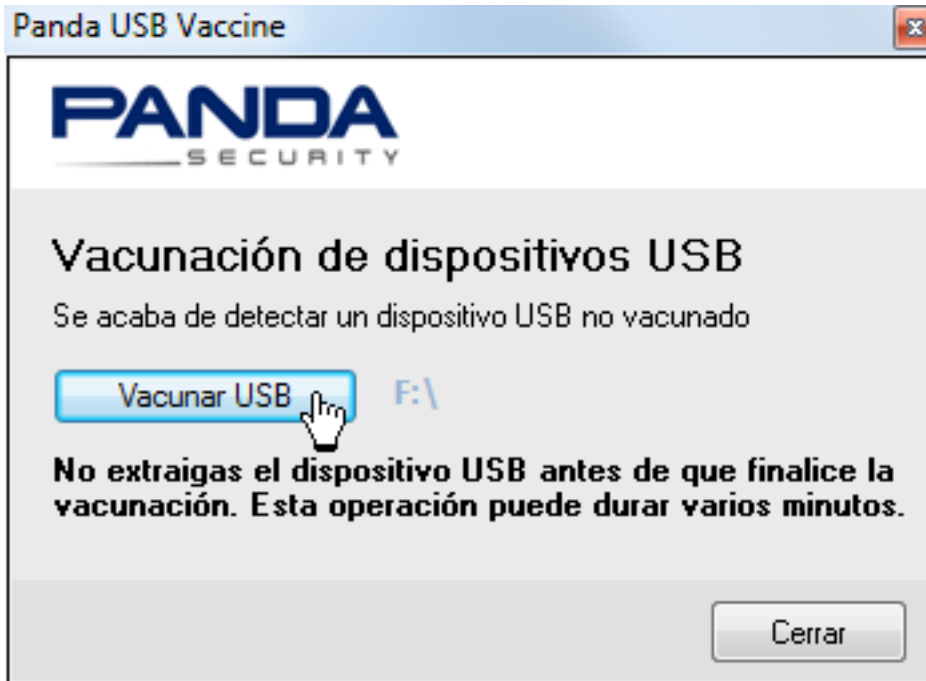 Panda USB Vaccine
PANDA
SECURITY
Vacunación de dispositivos USB
Se acaba de detectar un dispositivo USB no vacunado
Vacunar USB F:\
No extraigas el dispositivo USB antes de que finalice la
vacunación. Esta operación puede durar varios minutos.
Cerrar